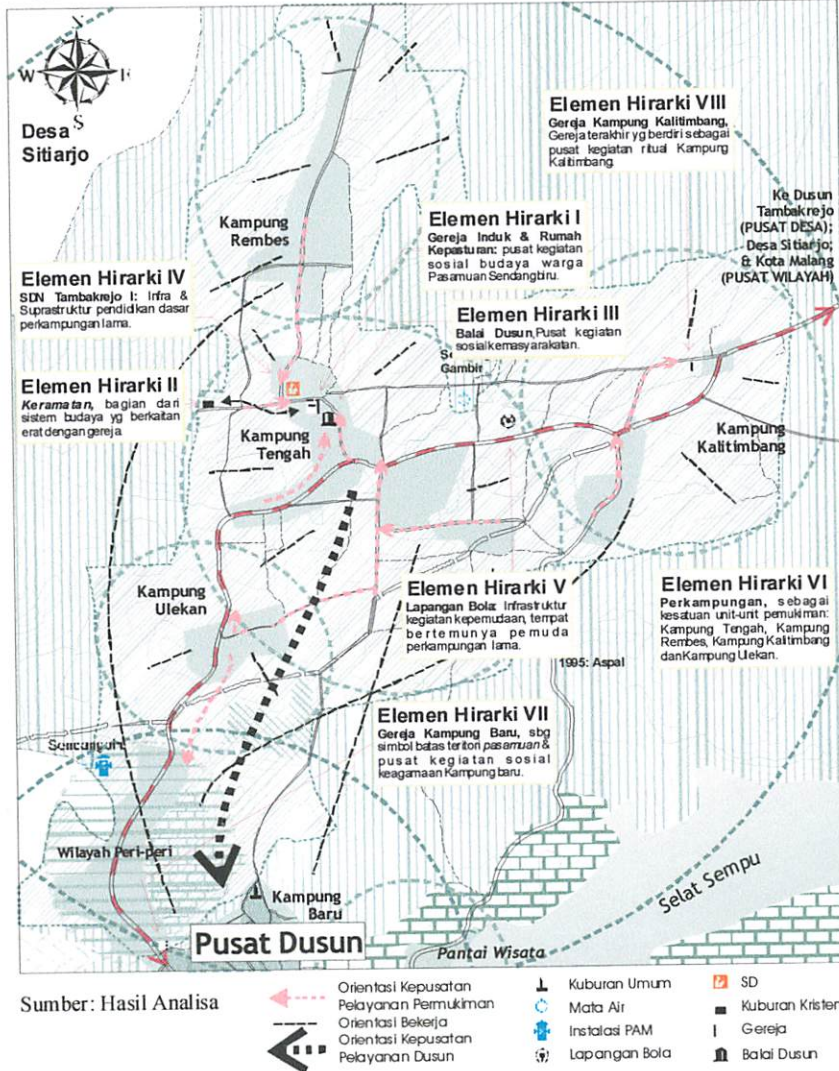 N
W
E
S
Desa
Sitiarjo
Elemen Hirarki VIII
Gereja Kampung Kalitimbang,
Gereja terakhir yg berdiri sebagai
pusat kegiatan ritual Kampung
Kalitimbang.
Kampung
Rembes
Elemen Hirarki I
Gereja Induk & Rumah
Kepasturan: pusat kegiatan
sosial budaya warga
Pasamuan Sendangbiru.
Ke Dusun
Tambakrejo
(PUSAT DESA);
Desa Sitiarjo;
& Kota Malang
(PUSAT WILAYAH)
Elemen Hirarki IV
SDN Tambakrejo I: Infra &
Suprastruktur pendidikan dasar
perkampungan lama.
Elemen Hirarki III
Balai Dusun, Pusat kegiatan
sosial kemasyarakatan.
Gambir
Elemen Hirarki II
Keramatan, bagian dari
sistem budaya yg berkaitan
erat dengan gereja
Kampung
Tengah
Kampung
Kalitimbang
Kampung
Ulekan
Elemen Hirarki V
Lapangan Bola: Infrastruktur
kegiatan kepemudaan, tempat
bertemunya pemuda
perkampungan lama.
Elemen Hirarki VI
Perkampungan, sebagai
kesatuan unit-unit pemukiman:
Kampung Tengah, Kampung
Rembes, Kampung Kalitimbang
dan Kampung Ulekan.
1995: Aspal
Elemen Hirarki VII
Gereja Kampung Baru, sbg
simbol batas teritori pasamuan &
pusat kegiatan sosial
keagamaan Kampung baru.
Wilayah Peri-peri
Kampung
Baru
Selat Sempu
Pusat Dusun
Pantai Wisata
Sumber: Hasil Analisa
Orientasi Kepusatan
Pelayanan Permukiman
Orientasi Bekerja
Orientasi Kepusatan
Pelayanan Dusun
Kuburan Umum
Mata Air
Instalasi PAM
Lapangan Bola
SD
Kuburan Kristen
Gereja
Balai Dusun